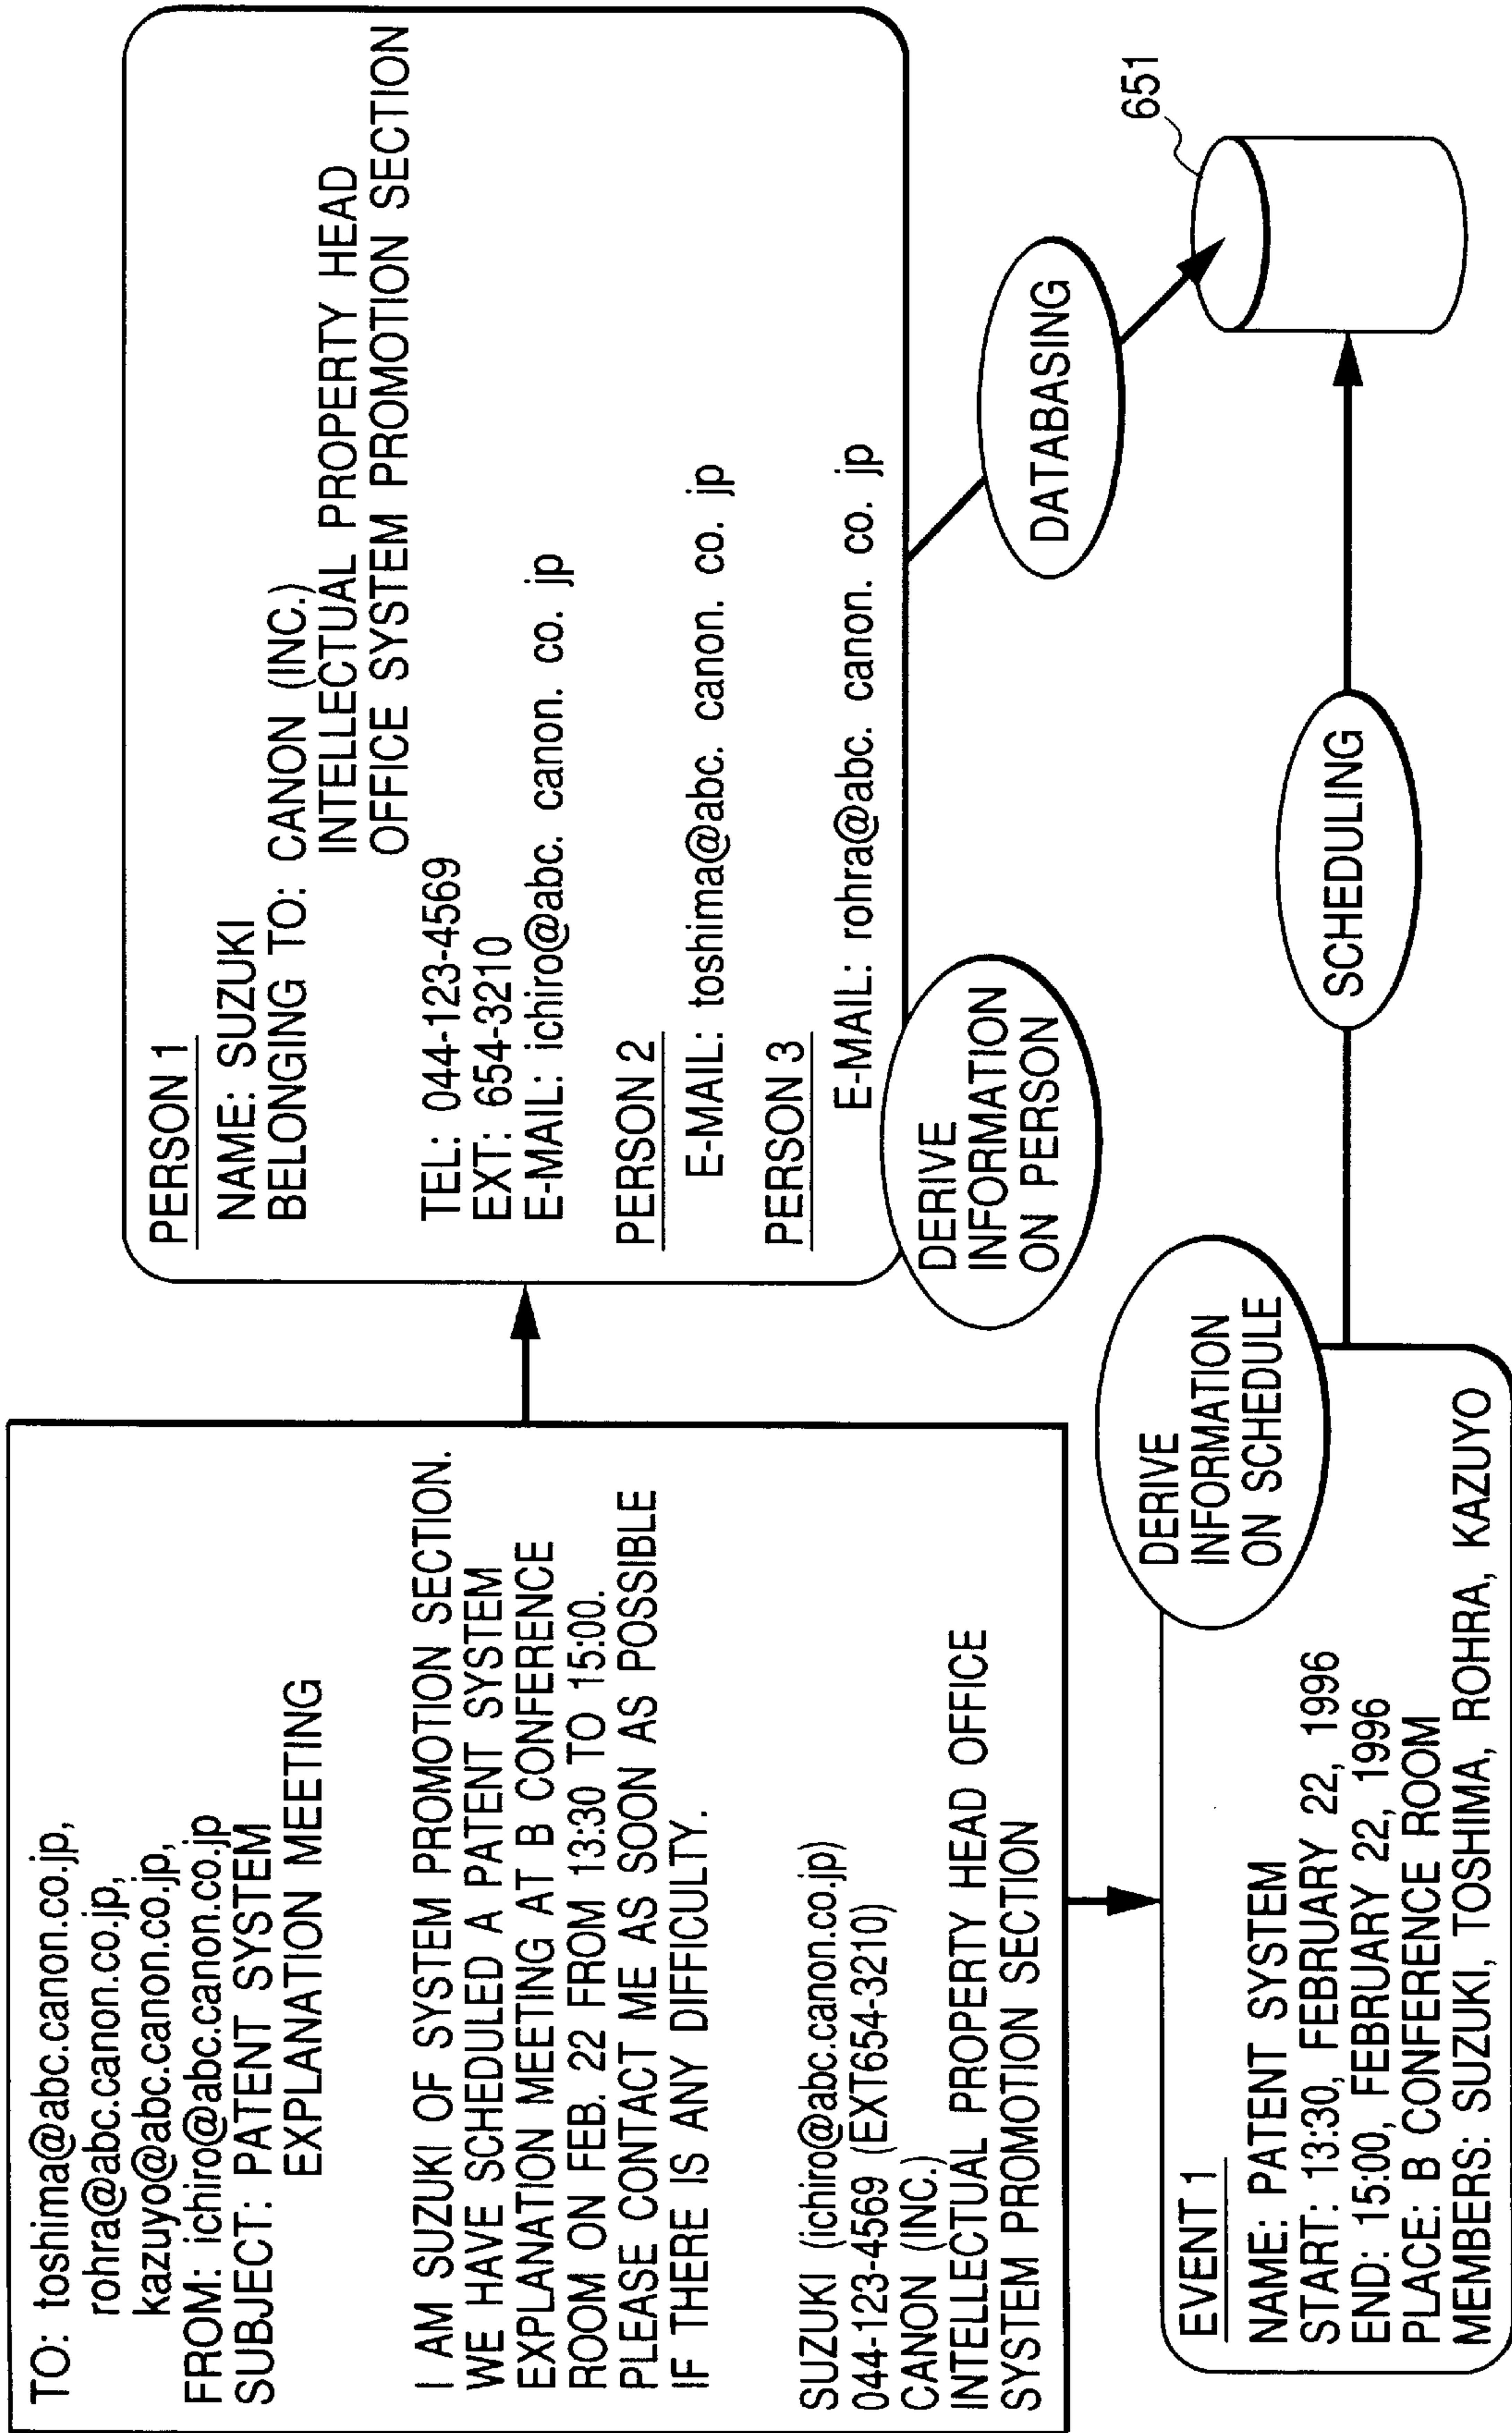 TO: toshima@abc.canon.co.jp,
rohra@abc.canon.co.jp,
kazuyo@abc.canon.co.jp,
FROM: ichiro@abc.canon.co.jp
SUBJECT: PATENT SYSTEM
EXPLANATION MEETING
I AM SUZUKI OF SYSTEM PROMOTION SECTION.
WE HAVE SCHEDULED A PATENT SYSTEM
EXPLANATION MEETING AT B CONFERENCE
ROOM ON FEB. 22 FROM 13:30 TO 15:00.
PLEASE CONTACT ME AS SOON AS POSSIBLE
IF THERE IS ANY DIFFICULTY.
SUZUKI (ichiro@abc.canon.co.jp)
044-123-4569 (EXT654-3210)
CANON (INC.)
INTELLECTUAL PROPERTY HEAD OFFICE
SYSTEM PROMOTION SECTION
PERSON 1
NAME: SUZUKI
BELONGING TO: CANON (INC.)
INTELLECTUAL PROPERTY HEAD
OFFICE SYSTEM PROMOTION SECTION
TEL: 044-123-4569
EXT: 654-3210
E-MAIL: ichiro@abc. canon. co. jp
PERSON 2
E-MAIL: toshima@abc. canon. co. jp
PERSON 3
E-MAIL: rohra@abc. canon. co. jp
DERIVE
INFORMATION
ON PERSON
DATABASING
651
EVENT 1
NAME: PATENT SYSTEM
START: 13:30, FEBRUARY 22, 1996
END: 15:00, FEBRUARY 22, 1996
PLACE: B CONFERENCE ROOM
MEMBERS: SUZUKI, TOSHIMA, ROHRA, KAZUYO
DERIVE
INFORMATION
ON SCHEDULE
SCHEDULING